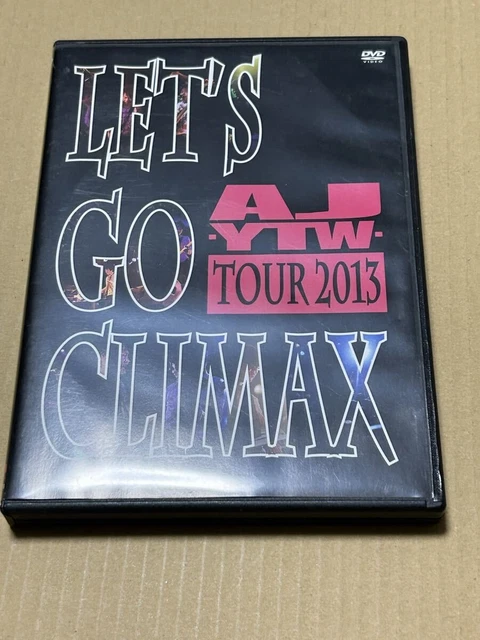 DVD
VIDEO
LET'S
GO
AJ
-YTW-
TOUR 2013
CLIMAX